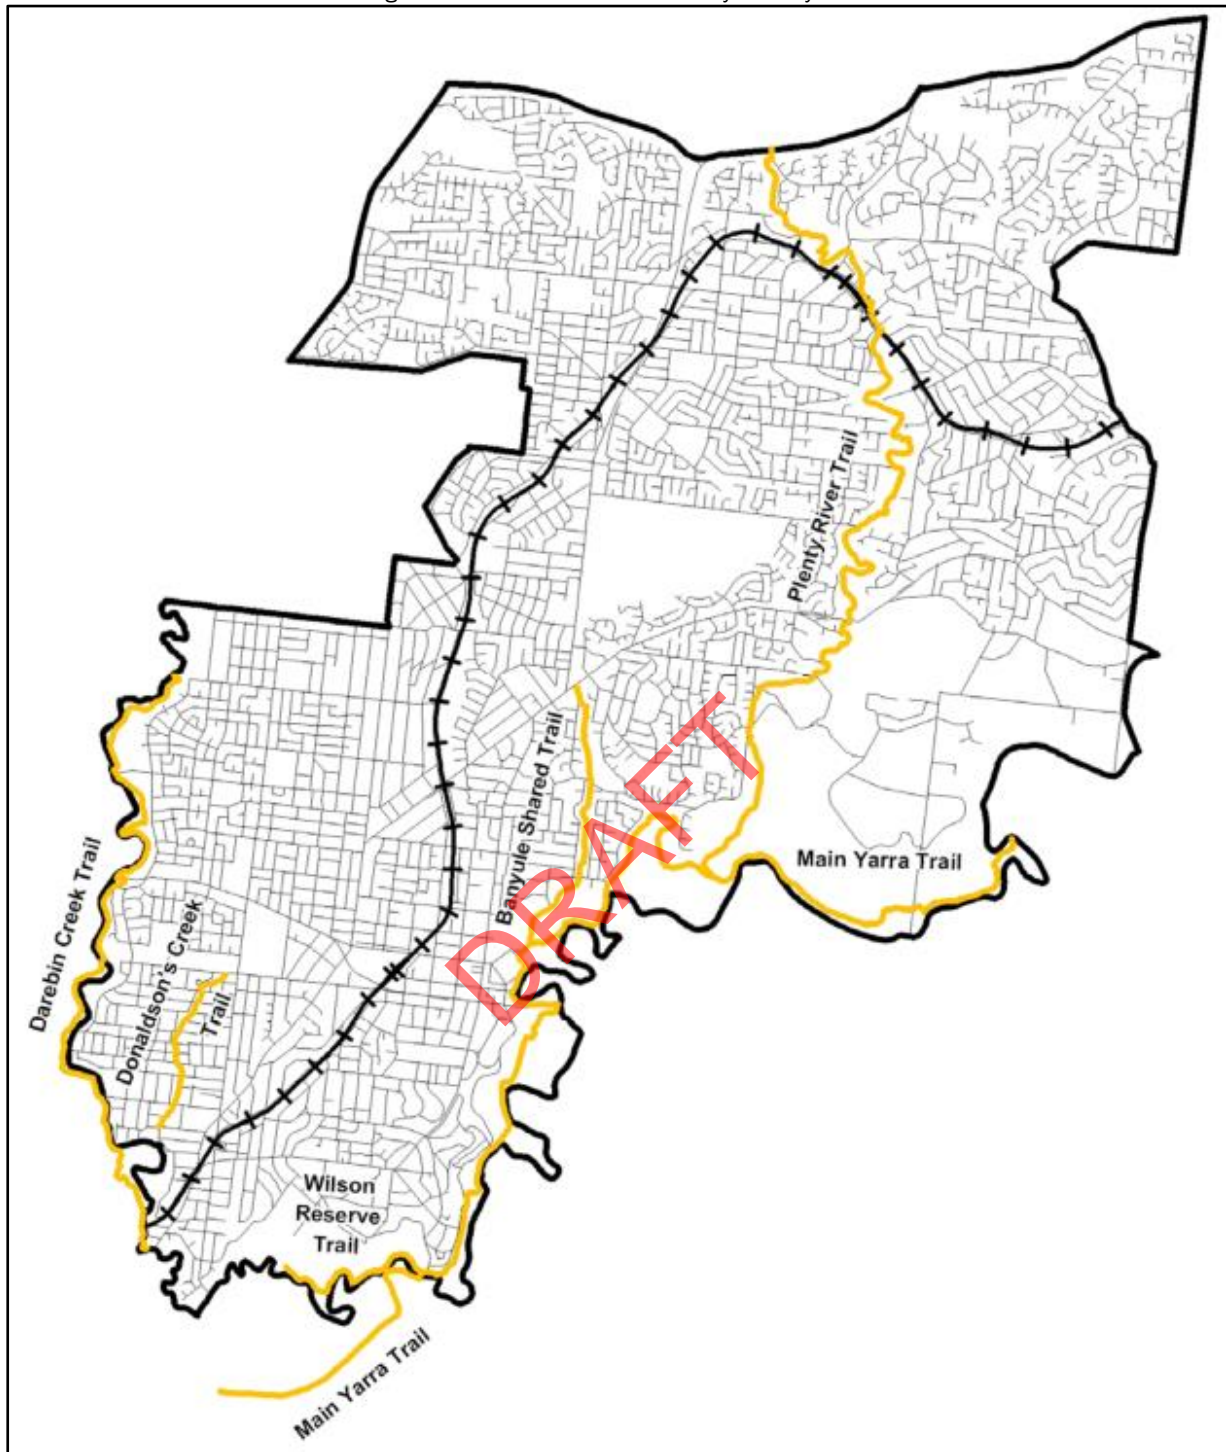 Plenty River Trail
Banyule Shared Trail
DRAFT
Main Yarra Trail
Darebin Creek Trail
Donaldson's Creek
Trail
Wilson
Reserve
Trail
Main Yarra Trail